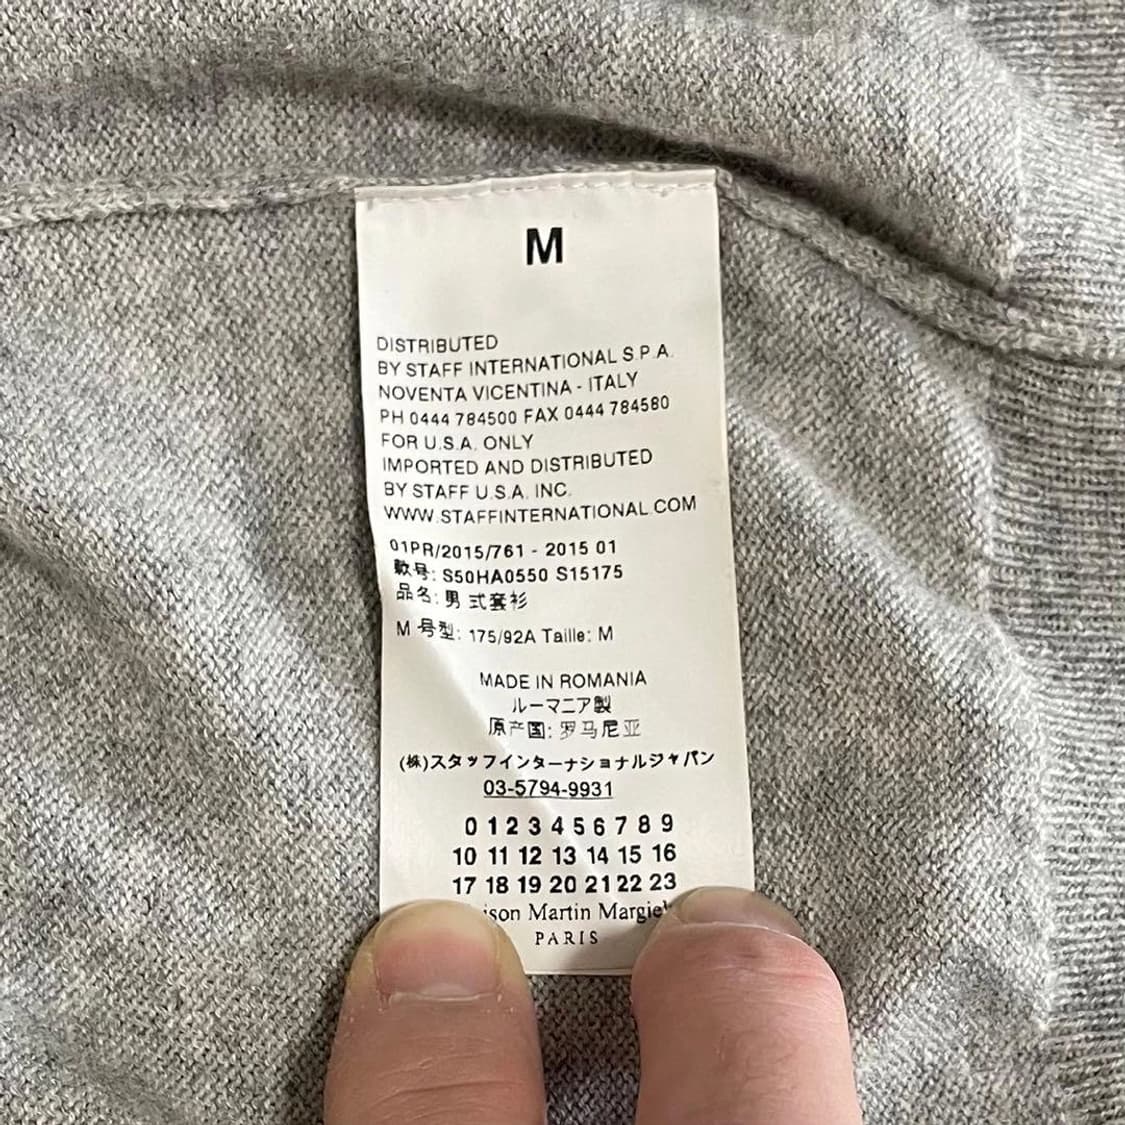 M
DISTRIBUTED
BY STAFF INTERNATIONAL S.P.A.
NOVENTA VICENTINA - ITALY
PH 0444 784500 FAX 0444 784580
FOR U.S.A. ONLY
IMPORTED AND DISTRIBUTED
BY STAFF U.S.A. INC.
WWW.STAFFINTERNATIONAL.COM
01PR/2015/761 - 2015 01
款号: S50HA0550 S15175
品名: 男式套衫
M 号型: 175/92A Taille: M
MADE IN ROMANIA
ルーマニア製
原产国: 罗马尼亚
(株)スタッフインターナショナルジャパン
03-5794-9931
0 1 2 3 4 5 6 7 8 9
10 11 12 13 14 15 16
17 18 19 20 21 22 23
Martin
PARIS